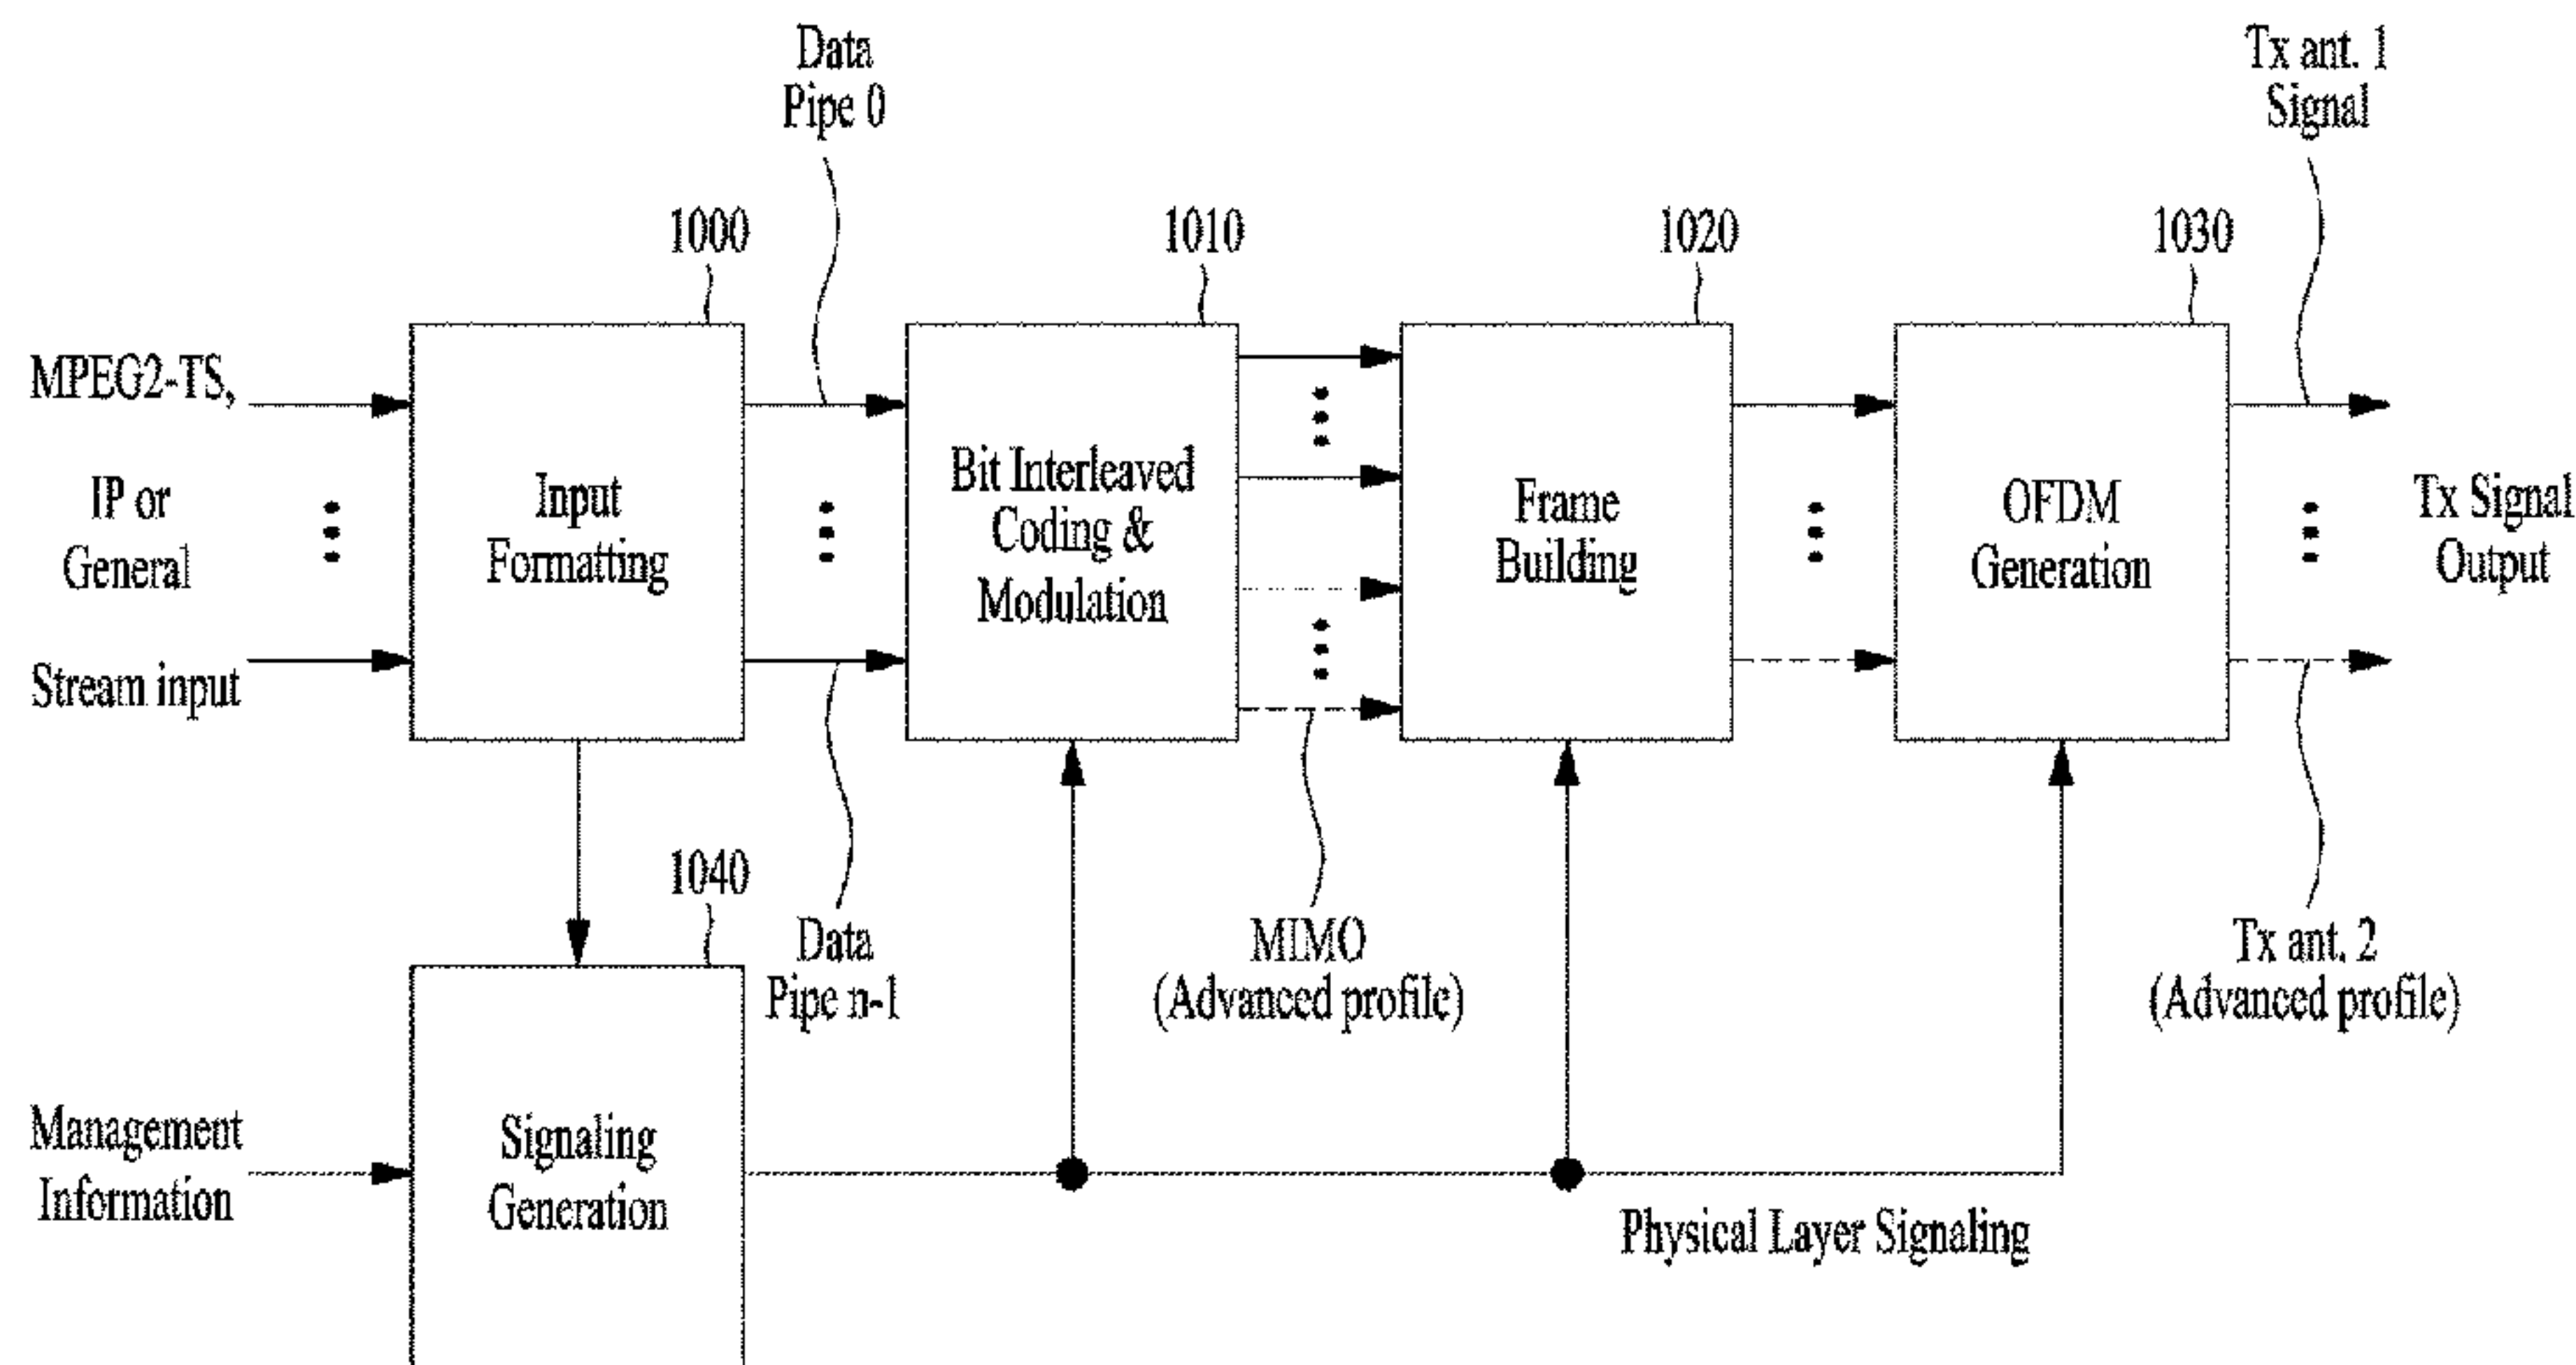 Data
Pipe 0
Tx ant. 1
Signal
1000
1010
1020
1030
MPEG2-TS,
IP or
General
Stream input
Input
Formatting
Bit Interleaved
Coding &
Modulation
Frame
Building
OFDM
Generation
Tx Signal
Output
1040
Data
Pipe n-1
MIMO
(Advanced profile)
Tx ant. 2
(Advanced profile)
Management
Information
Signaling
Generation
Physical Layer Signaling